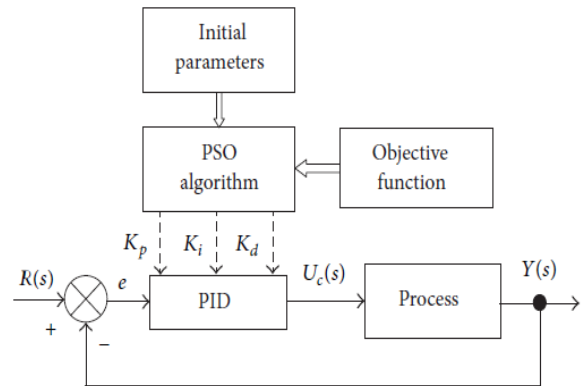 Initial
parameters
PSO
algorithm
Objective
function
K_p K_i K_d
R(s) e PID U_c(s) Process Y(s)
+
−